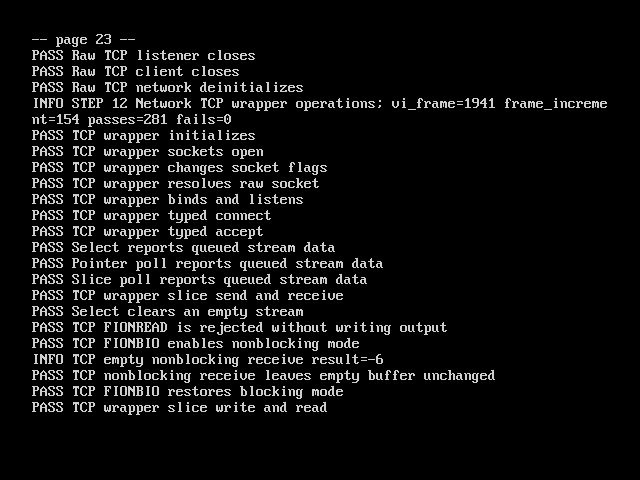 -- page 23 --
PASS Raw TCP listener closes
PASS Raw TCP client closes
PASS Raw TCP network deinitializes
INFO STEP 12 Network TCP wrapper operations; vi_frame=1941 frame_increme
nt=154 passes=281 fails=0
PASS TCP wrapper initializes
PASS TCP wrapper sockets open
PASS TCP wrapper changes socket flags
PASS TCP wrapper resolves raw socket
PASS TCP wrapper binds and listens
PASS TCP wrapper typed connect
PASS TCP wrapper typed accept
PASS Select reports queued stream data
PASS Pointer poll reports queued stream data
PASS Slice poll reports queued stream data
PASS TCP wrapper slice send and receive
PASS Select clears an empty stream
PASS TCP FIONREAD is rejected without writing output
PASS TCP FIONBIO enables nonblocking mode
INFO TCP empty nonblocking receive result=-6
PASS TCP nonblocking receive leaves empty buffer unchanged
PASS TCP FIONBIO restores blocking mode
PASS TCP wrapper slice write and read